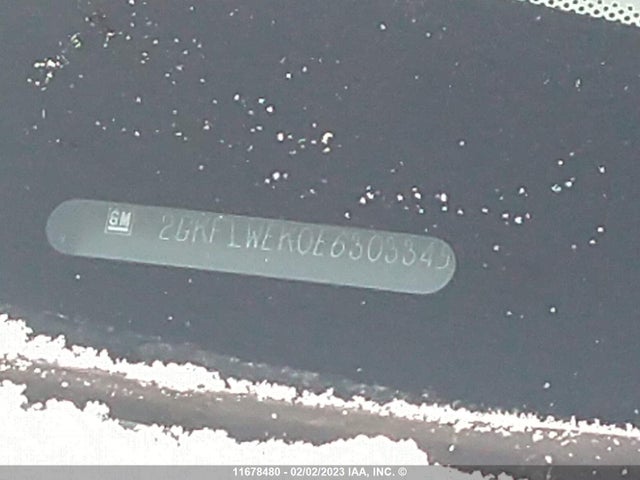 GM 2GKFLWEK0E6303345
11678480 - 02/02/2023 IAA, INC. ©